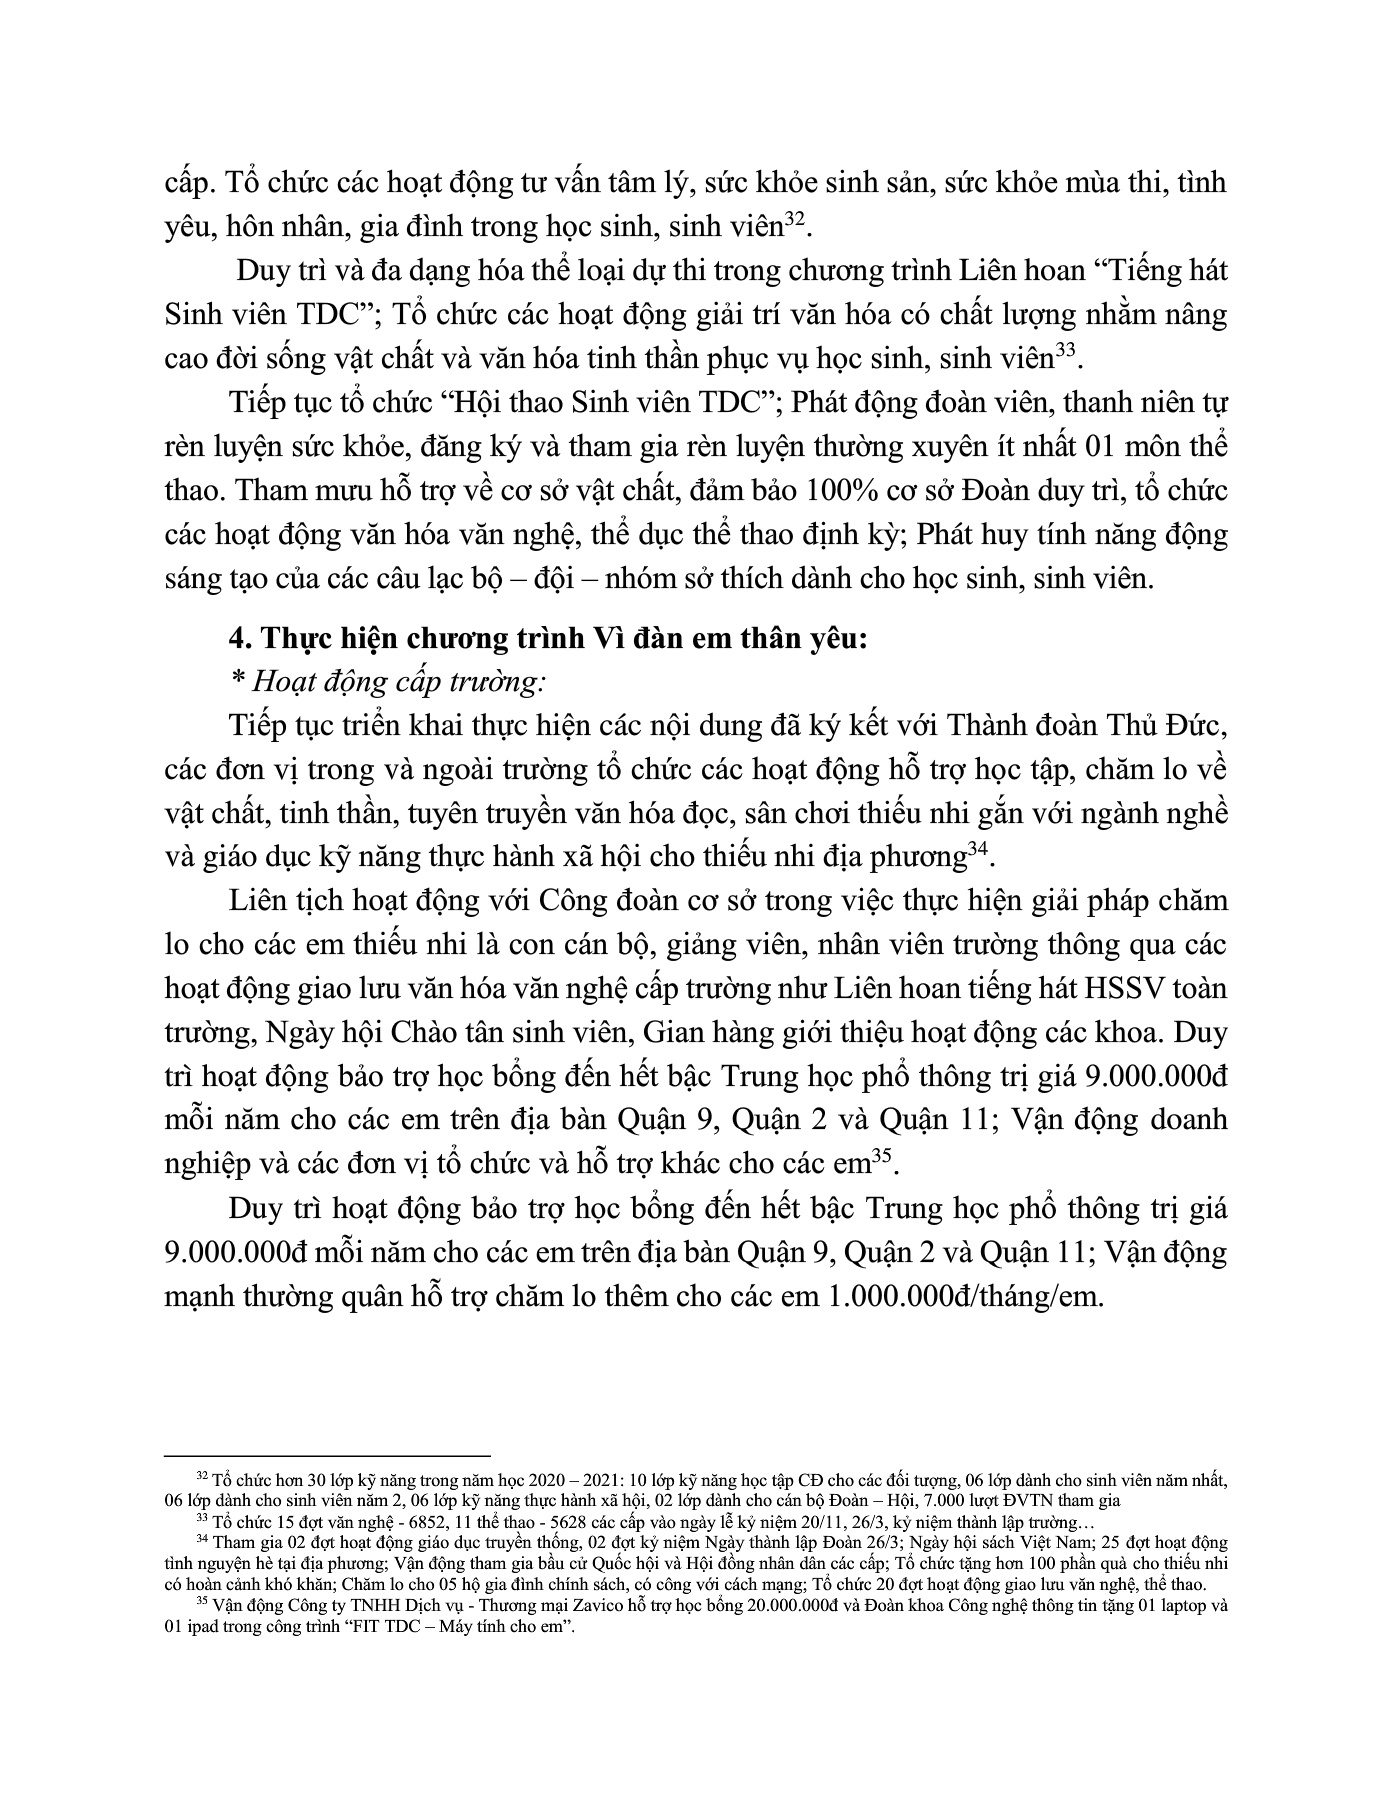 cấp. Tổ chức các hoạt động tư vấn tâm lý, sức khỏe sinh sản, sức khỏe mùa thi, tình
yêu, hôn nhân, gia đình trong học sinh, sinh viên32.
Duy trì và đa dạng hóa thể loại dự thi trong chương trình Liên hoan “Tiếng hát
Sinh viên TDC”; Tổ chức các hoạt động giải trí văn hóa có chất lượng nhằm nâng
cao đời sống vật chất và văn hóa tinh thần phục vụ học sinh, sinh viên33.
Tiếp tục tổ chức “Hội thao Sinh viên TDC”; Phát động đoàn viên, thanh niên tự
rèn luyện sức khỏe, đăng ký và tham gia rèn luyện thường xuyên ít nhất 01 môn thể
thao. Tham mưu hỗ trợ về cơ sở vật chất, đảm bảo 100% cơ sở Đoàn duy trì, tổ chức
các hoạt động văn hóa văn nghệ, thể dục thể thao định kỳ; Phát huy tính năng động
sáng tạo của các câu lạc bộ – đội – nhóm sở thích dành cho học sinh, sinh viên.
4. Thực hiện chương trình Vì đàn em thân yêu:
* Hoạt động cấp trường:
Tiếp tục triển khai thực hiện các nội dung đã ký kết với Thành đoàn Thủ Đức,
các đơn vị trong và ngoài trường tổ chức các hoạt động hỗ trợ học tập, chăm lo về
vật chất, tinh thần, tuyên truyền văn hóa đọc, sân chơi thiếu nhi gắn với ngành nghề
và giáo dục kỹ năng thực hành xã hội cho thiếu nhi địa phương34.
Liên tịch hoạt động với Công đoàn cơ sở trong việc thực hiện giải pháp chăm
lo cho các em thiếu nhi là con cán bộ, giảng viên, nhân viên trường thông qua các
hoạt động giao lưu văn hóa văn nghệ cấp trường như Liên hoan tiếng hát HSSV toàn
trường, Ngày hội Chào tân sinh viên, Gian hàng giới thiệu hoạt động các khoa. Duy
trì hoạt động bảo trợ học bổng đến hết bậc Trung học phổ thông trị giá 9.000.000đ
mỗi năm cho các em trên địa bàn Quận 9, Quận 2 và Quận 11; Vận động doanh
nghiệp và các đơn vị tổ chức và hỗ trợ khác cho các em35.
Duy trì hoạt động bảo trợ học bổng đến hết bậc Trung học phổ thông trị giá
9.000.000đ mỗi năm cho các em trên địa bàn Quận 9, Quận 2 và Quận 11; Vận động
mạnh thường quân hỗ trợ chăm lo thêm cho các em 1.000.000đ/tháng/em.
32 Tổ chức hơn 30 lớp kỹ năng trong năm học 2020 – 2021: 10 lớp kỹ năng học tập CĐ cho các đối tượng, 06 lớp dành cho sinh viên năm nhất,
06 lớp dành cho sinh viên năm 2, 06 lớp kỹ năng thực hành xã hội, 02 lớp dành cho cán bộ Đoàn – Hội, 7.000 lượt ĐVTN tham gia
33 Tổ chức 15 đợt văn nghệ - 6852, 11 thể thao - 5628 các cấp vào ngày lễ kỷ niệm 20/11, 26/3, kỷ niệm thành lập trường…
34 Tham gia 02 đợt hoạt động giáo dục truyền thống, 02 đợt kỷ niệm Ngày thành lập Đoàn 26/3; Ngày hội sách Việt Nam; 25 đợt hoạt động
tình nguyện hè tại địa phương; Vận động tham gia bầu cử Quốc hội và Hội đồng nhân dân các cấp; Tổ chức tặng hơn 100 phần quà cho thiếu nhi
có hoàn cảnh khó khăn; Chăm lo cho 05 hộ gia đình chính sách, có công với cách mạng; Tổ chức 20 đợt hoạt động giao lưu văn nghệ, thể thao.
35 Vận động Công ty TNHH Dịch vụ - Thương mại Zavico hỗ trợ học bổng 20.000.000đ và Đoàn khoa Công nghệ thông tin tặng 01 laptop và
01 ipad trong công trình “FIT TDC – Máy tính cho em”.